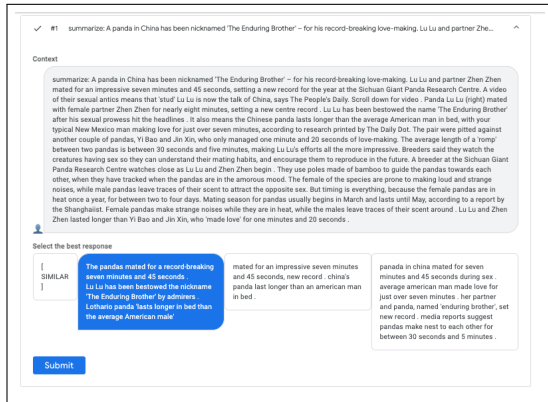 #1 summarize: A panda in China has been nicknamed 'The Enduring Brother' – for his record-breaking love-making. Lu Lu and partner Zhe...
Context
summarize: A panda in China has been nicknamed 'The Enduring Brother' – for his record-breaking love-making. Lu Lu and partner Zhen Zhen
mated for an impressive seven minutes and 45 seconds, setting a new record for the year at the Sichuan Giant Panda Research Centre. A video
of their sexual antics means that 'stud' Lu Lu is now the talk of China, says The People's Daily. Scroll down for video . Panda Lu Lu (right) mated
with female partner Zhen Zhen for nearly eight minutes, setting a new centre record . Lu Lu has been bestowed the name 'The Enduring Brother'
after his sexual prowess hit the headlines . It also means the Chinese panda lasts longer than the average American man in bed, with your
typical New Mexico man making love for just over seven minutes, according to research printed by The Daily Dot. The pair were pitted against
another couple of pandas, Yi Bao and Jin Xin, who only managed one minute and 20 seconds of love-making. The average length of a 'romp'
between two pandas is between 30 seconds and five minutes, making Lu Lu's efforts all the more impressive. Breeders said they watch the
creatures having sex so they can understand their mating habits, and encourage them to reproduce in the future. A breeder at the Sichuan Giant
Panda Research Centre watches close as Lu Lu and Zhen Zhen begin . They use poles made of bamboo to guide the pandas towards each
other, when they have tracked when the pandas are in the amorous mood. The female of the species are prone to making loud and strange
noises, while male pandas leave traces of their scent to attract the opposite sex. But timing is everything, because the female pandas are in
heat once a year, for between two to four days. Mating season for pandas usually begins in March and lasts until May, according to a report by
the Shanghaiist. Female pandas make strange noises while they are in heat, while the males leave traces of their scent around . Lu Lu and Zhen
Zhen lasted longer than Yi Bao and Jin Xin, who 'made love' for one minute and 20 seconds .
Select the best response
[
SIMILAR
]
The pandas mated for a record-breaking
seven minutes and 45 seconds .
Lu Lu has been bestowed the nickname
'The Enduring Brother' by admirers .
Lothario panda 'lasts longer in bed than
the average American male'
mated for an impressive seven minutes
and 45 seconds, new record . china's
panda last longer than an american man
in bed .
panada in china mated for seven
minutes and 45 seconds during sex .
average american man made love for
just over seven minutes . her partner
and panda, named 'enduring brother', set
new record . media reports suggest
pandas make nest to each other for
between 30 seconds and 5 minutes .
Submit